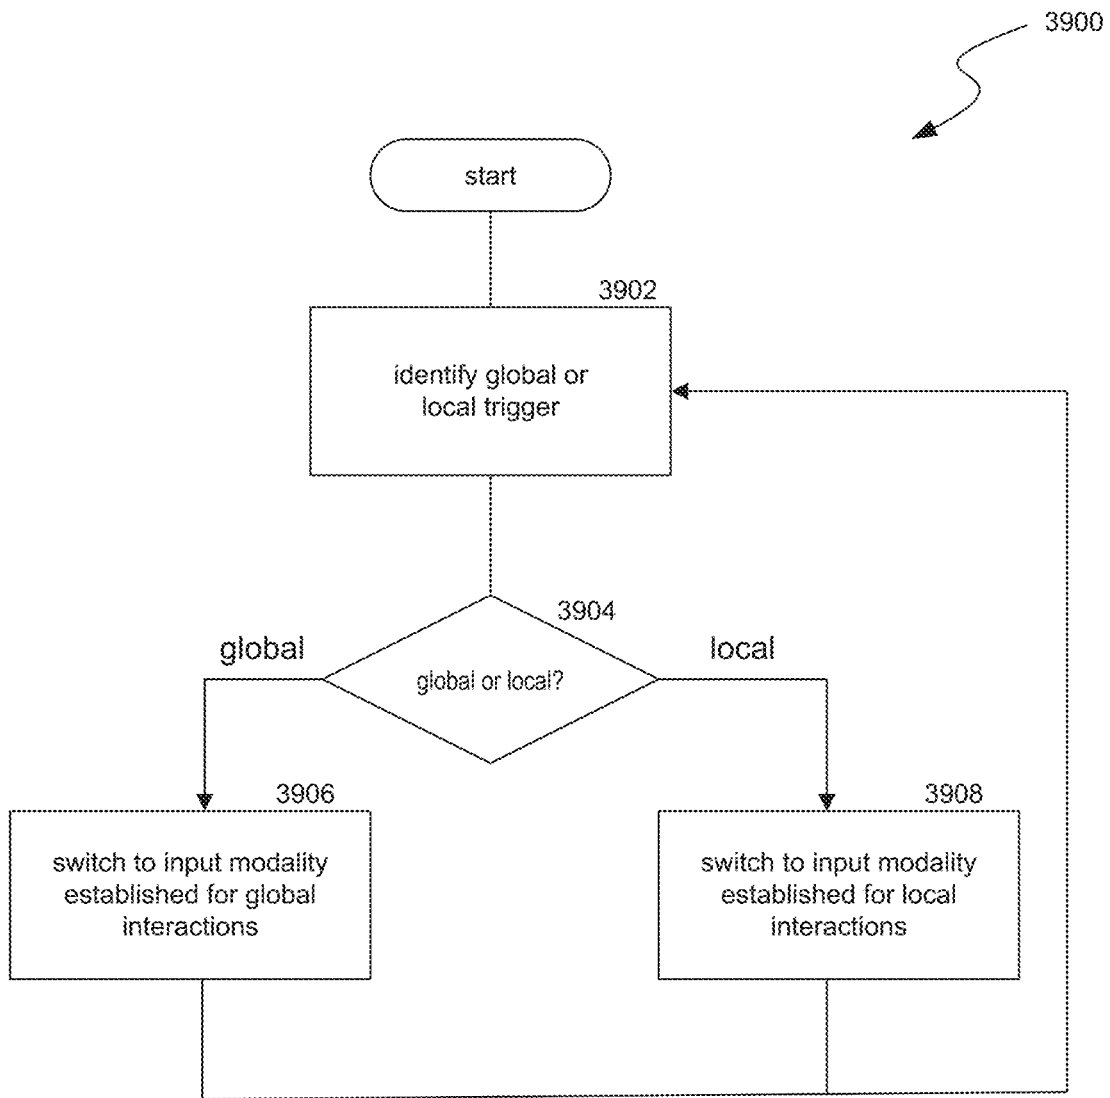 3900
start
3902
identify global or
local trigger
3904
global
local
global or local?
3906
3908
switch to input modality
established for global
interactions
switch to input modality
established for local
interactions